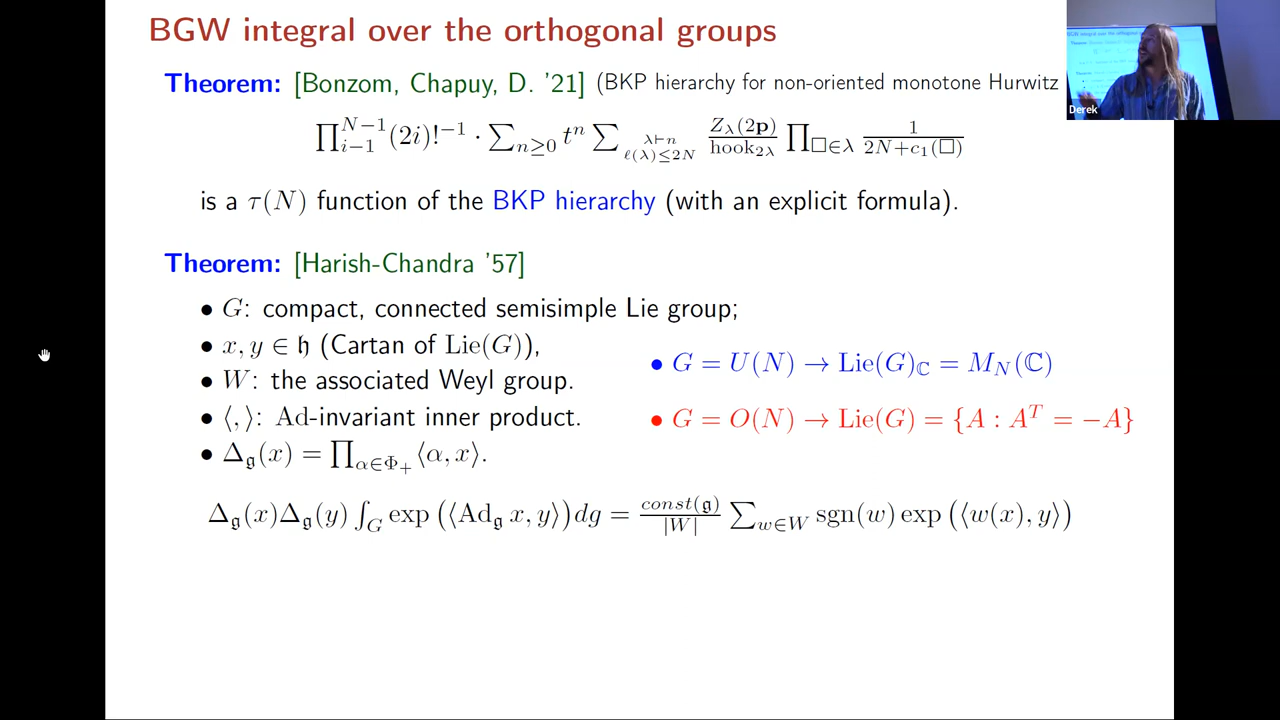 BGW integral over the orthogonal groups
Theorem: [Bonzom, Chapuy, D. '21] (BKP hierarchy for non-oriented monotone Hurwitz
∏_{i-1}^{N-1}(2i)!^{-1} · ∑_{n≥0} t^n ∑_{λ⊢n, ℓ(λ)≤2N} Z_λ(2𝐩)/hook_{2λ} ∏_{□∈λ} 1/(2N+c_1(□))
is a τ(N) function of the BKP hierarchy (with an explicit formula).
Theorem: [Harish-Chandra '57]
• G: compact, connected semisimple Lie group;
• x, y ∈ 𝔥 (Cartan of Lie(G)),
• G = U(N) → Lie(G)_ℂ = M_N(ℂ)
• W: the associated Weyl group.
• ⟨,⟩: Ad-invariant inner product.
• G = O(N) → Lie(G) = {A : A^T = −A}
• Δ_𝔤(x) = ∏_{α∈Φ_+} ⟨α, x⟩.
Δ_𝔤(x)Δ_𝔤(y) ∫_G exp(⟨Ad_𝔤 x, y⟩)dg = const(𝔤)/|W| ∑_{w∈W} sgn(w) exp(⟨w(x), y⟩)
Derek